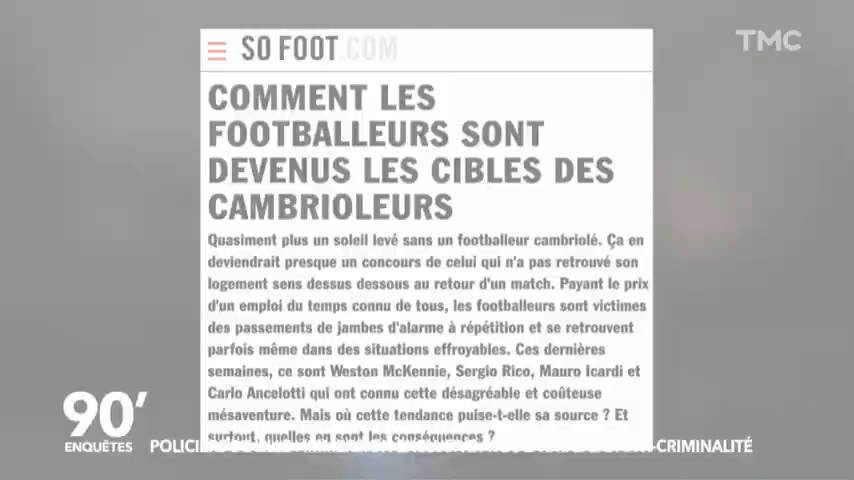 SO FOOT.COM
TMC
COMMENT LES
FOOTBALLEURS SONT
DEVENUS LES CIBLES DES
CAMBRIOLEURS
Quasiment plus un soleil levé sans un footballeur cambriolé. Ça en
deviendrait presque un concours de celui qui n'a pas retrouvé son
logement sens dessus dessous au retour d'un match. Payant le prix
d'un emploi du temps connu de tous, les footballeurs sont victimes
des passements de jambes d'alarme à répétition et se retrouvent
parfois même dans des situations effroyables. Ces dernières
semaines, ce sont Weston McKennie, Sergio Rico, Mauro Icardi et
Carlo Ancelotti qui ont connu cette désagréable et coûteuse
mésaventure. Mais où cette tendance puise-t-elle sa source ? Et
surtout, quelles en sont les conséquences ?
90'
ENQUÊTES
POLICI CRIMINALITÉ